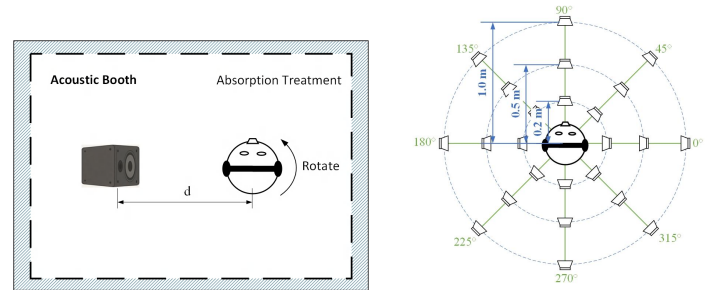 Acoustic Booth
Absorption Treatment
Rotate
d
90°
135°
45°
1.0 m
0.5 m
0.2 m
180°
0°
225°
315°
270°